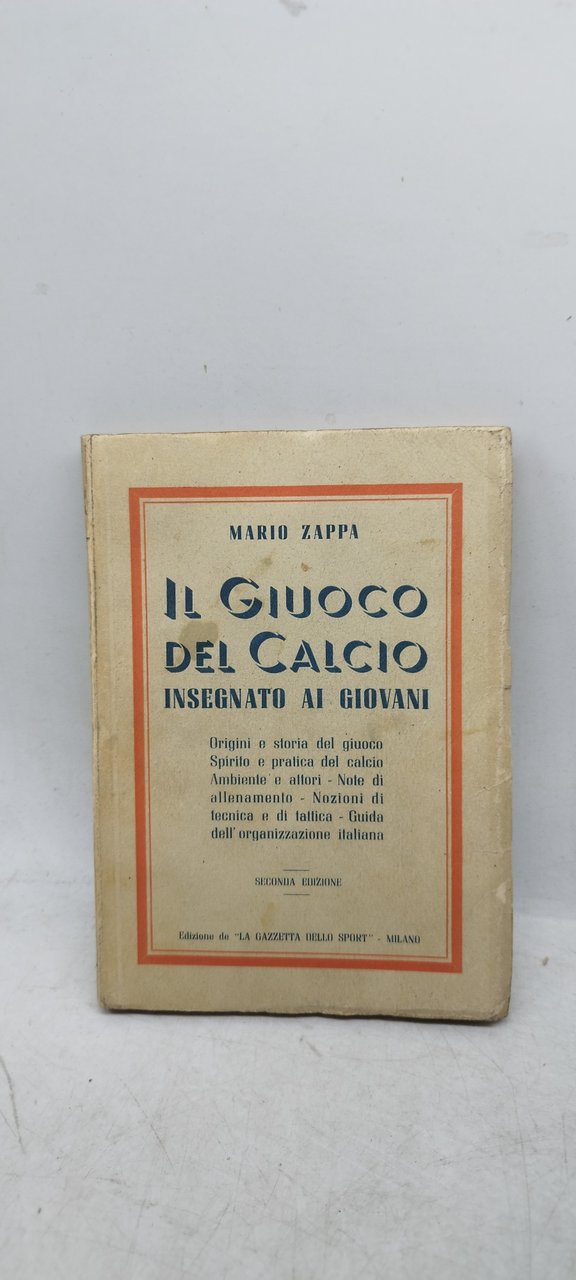 MARIO ZAPPA
IL GIUOCO
DEL CALCIO
INSEGNATO AI GIOVANI
Origini e storia del giuoco
Spirito e pratica del calcio
Ambiente e attori - Note di
allenamento - Nozioni di
tecnica e di tattica - Guida
dell'organizzazione italiana
SECONDA EDIZIONE
Edizione de "LA GAZZETTA DELLO SPORT" - MILANO